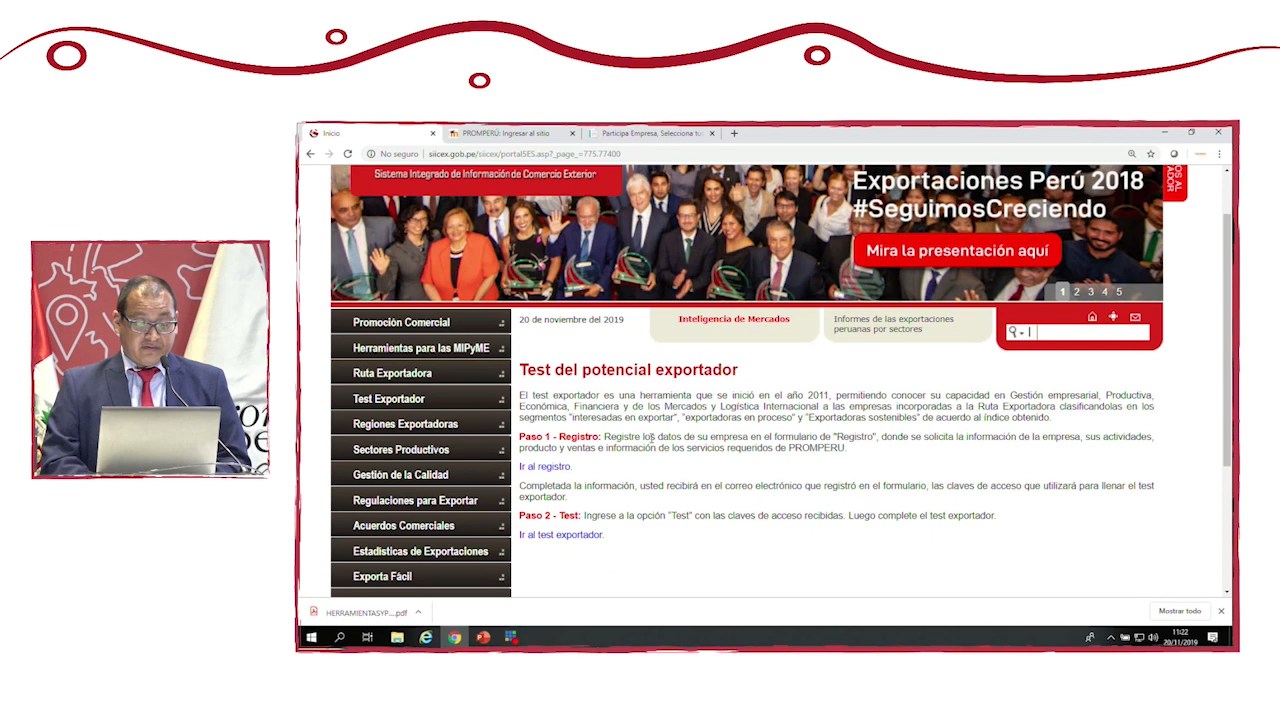 Inicio
PROMPERÚ: Ingresar al sitio
Participa Empresa, Selecciona tu
No seguro
siicex.gob.pe/siicex/portal5ES.asp?_page_=775.77400
Sistema Integrado de Información de Comercio Exterior
Exportaciones Perú 2018
#SeguimosCreciendo
Mira la presentación aquí
1 2 3 4 5
Promoción Comercial
Herramientas para las MIPyME
Ruta Exportadora
Test Exportador
Regiones Exportadoras
Sectores Productivos
Gestión de la Calidad
Regulaciones para Exportar
Acuerdos Comerciales
Estadísticas de Exportaciones
Exporta Fácil
20 de noviembre del 2019
Inteligencia de Mercados
Informes de las exportaciones
peruanas por sectores
Test del potencial exportador
El test exportador es una herramienta que se inició en el año 2011, permitiendo conocer su capacidad en Gestión empresarial, Productiva,
Económica, Financiera y de los Mercados y Logística Internacional a las empresas incorporadas a la Ruta Exportadora clasificandolas en los
segmentos "interesadas en exportar", "exportadoras en proceso" y "Exportadoras sostenibles" de acuerdo al índice obtenido.
Paso 1 - Registro: Registre los datos de su empresa en el formulario de "Registro", donde se solicita la información de la empresa, sus actividades,
producto y ventas e información de los servicios requeridos de PROMPERU.
Ir al registro.
Completada la información, usted recibirá en el correo electrónico que registró en el formulario, las claves de acceso que utilizará para llenar el test
exportador.
Paso 2 - Test: Ingrese a la opción "Test" con las claves de acceso recibidas. Luego complete el test exportador.
Ir al test exportador.
HERRAMIENTASYP....pdf
Mostrar todo
11:22
20/11/2019